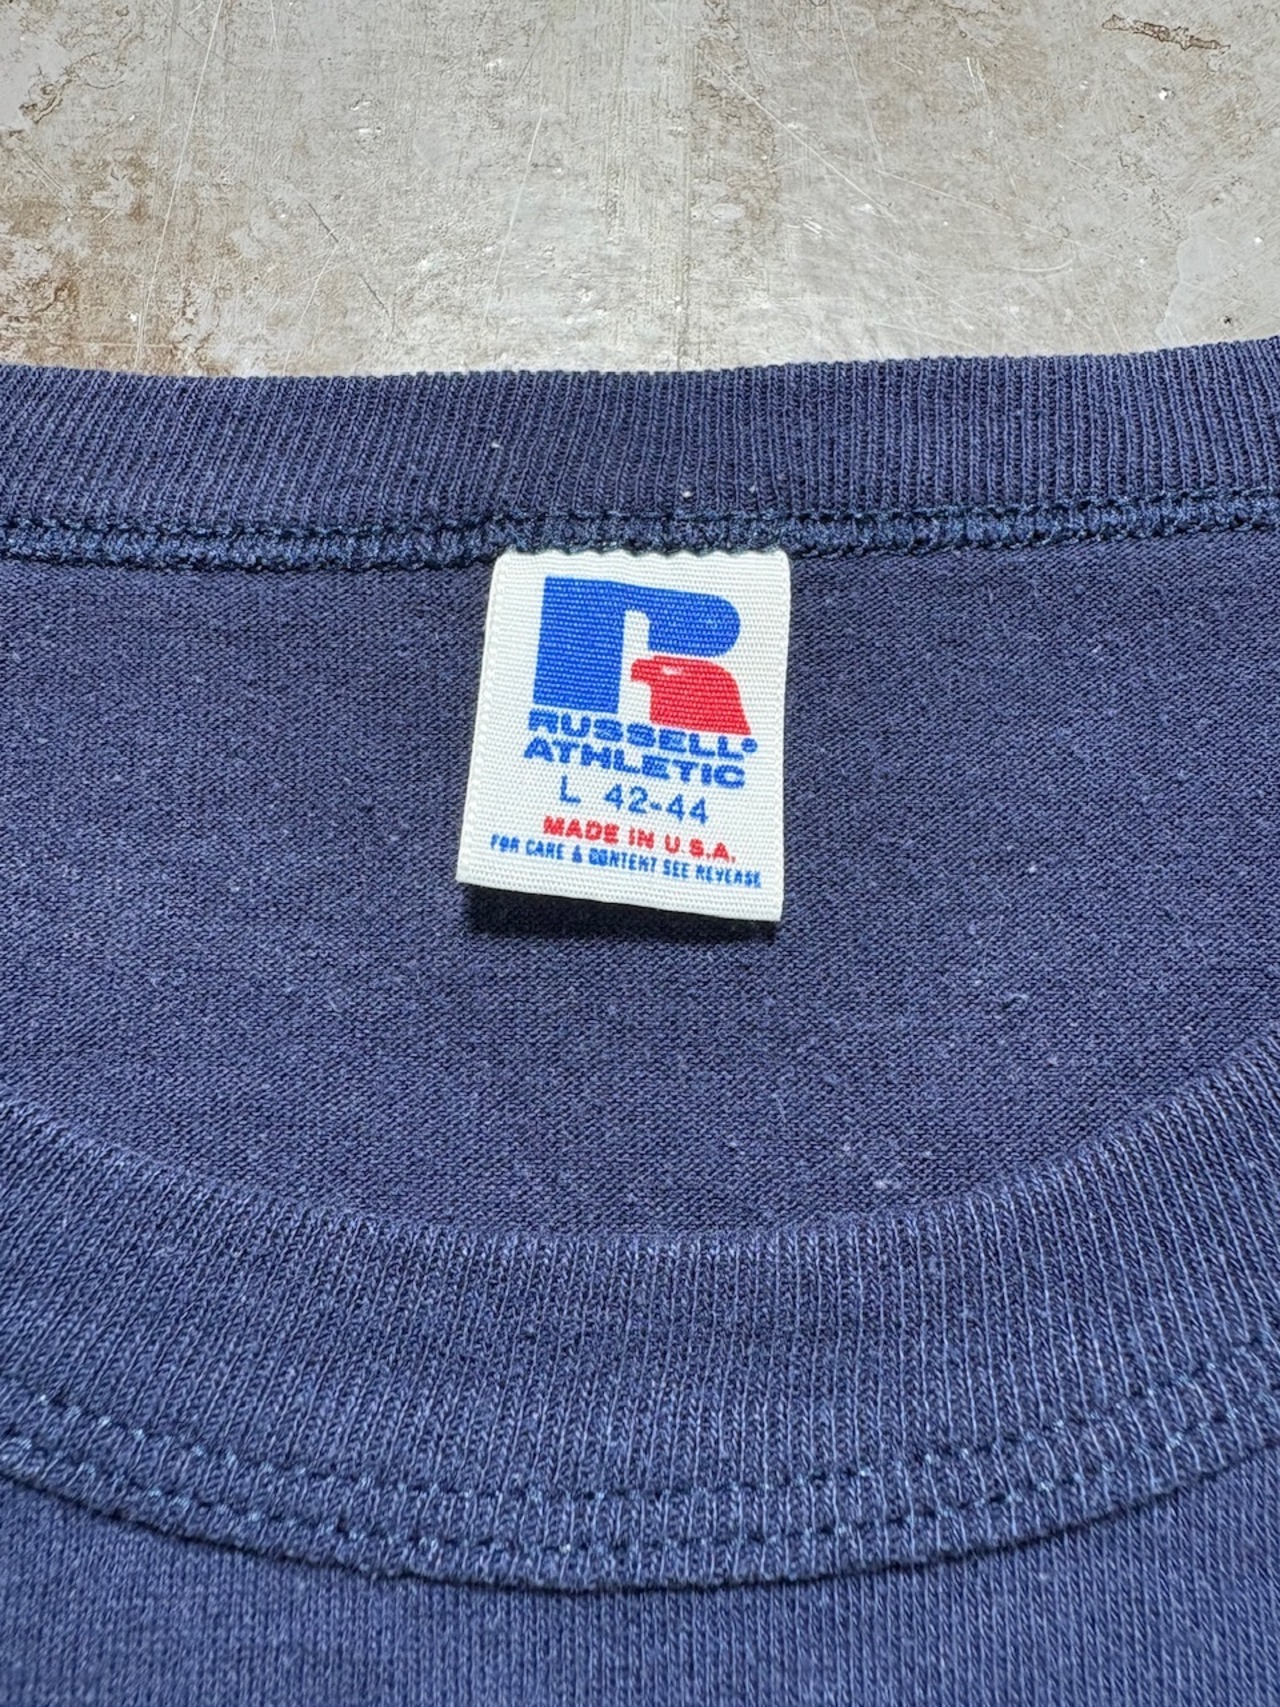 R
RUSSELL®
ATHLETIC
L 42-44
MADE IN U.S.A.
FOR CARE & CONTENT SEE REVERSE